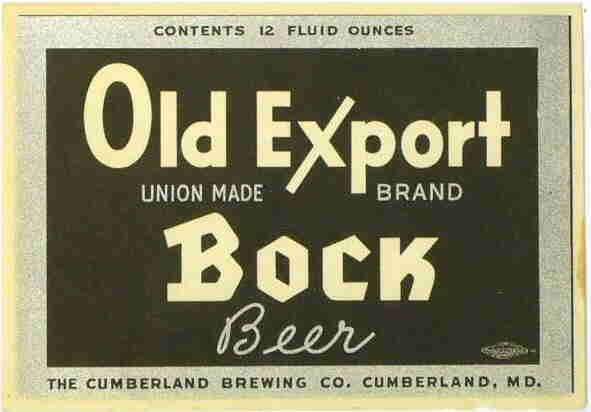 CONTENTS 12 FLUID OUNCES
Old Export
UNION MADE BRAND
BOCK
Beer
THE CUMBERLAND BREWING CO. CUMBERLAND, MD.